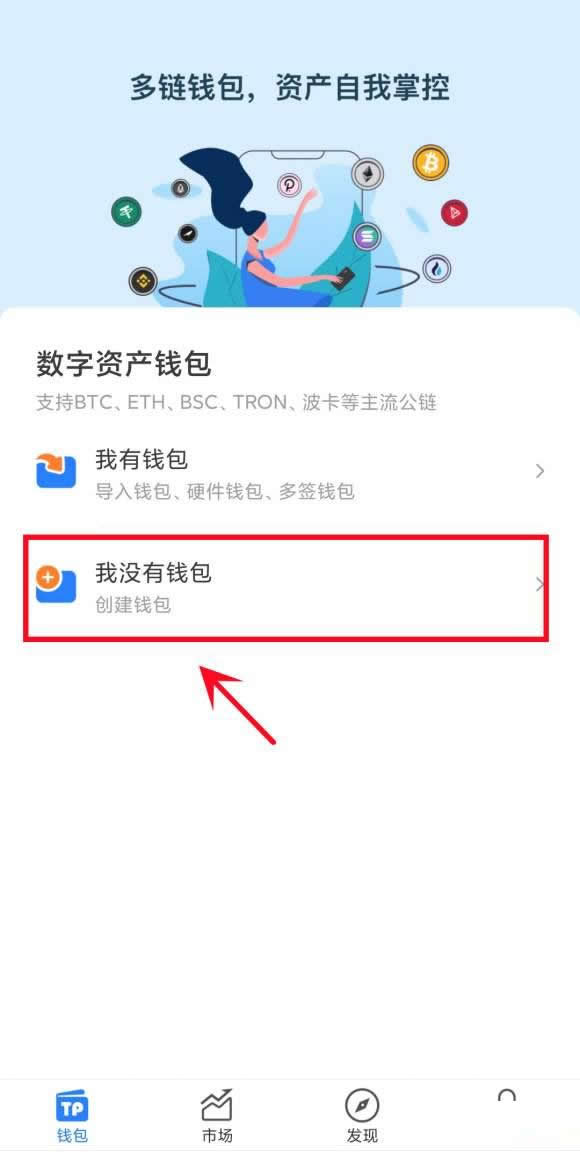 多链钱包，资产自我掌控
数字资产钱包
支持BTC、ETH、BSC、TRON、波卡等主流公链
我有钱包
导入钱包、硬件钱包、多签钱包
我没有钱包
创建钱包
TP
钱包
市场
发现